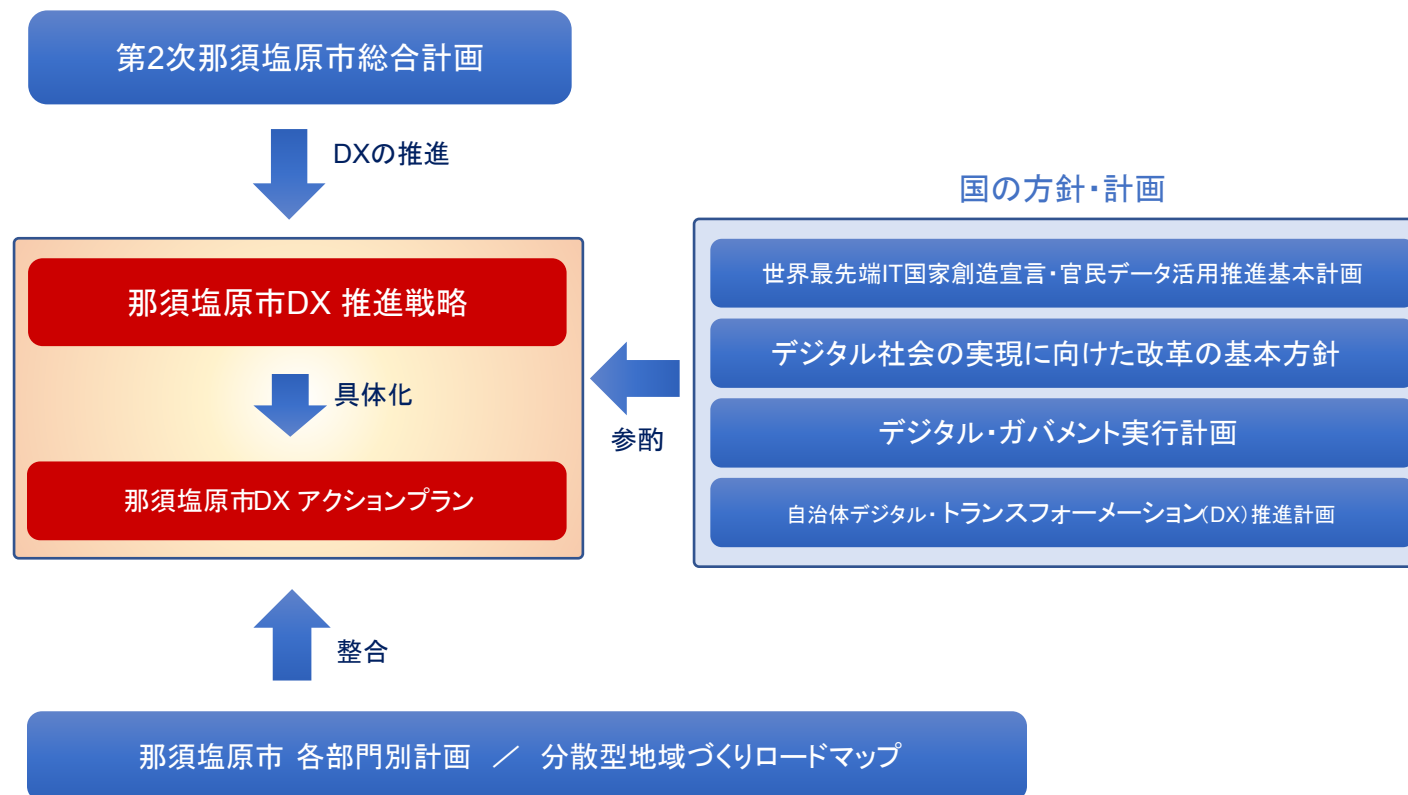 第2次那須塩原市総合計画
DXの推進
国の方針・計画
那須塩原市DX 推進戦略
具体化
那須塩原市DX アクションプラン
世界最先端IT国家創造宣言・官民データ活用推進基本計画
デジタル社会の実現に向けた改革の基本方針
デジタル・ガバメント実行計画
自治体デジタル・トランスフォーメーション(DX)推進計画
参酌
整合
那須塩原市 各部門別計画 ／ 分散型地域づくりロードマップ